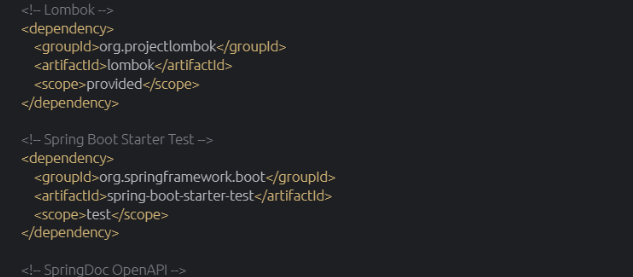 <!-- Lombok -->
<dependency>
<groupId>org.projectlombok</groupId>
<artifactId>lombok</artifactId>
<scope>provided</scope>
</dependency>
<!-- Spring Boot Starter Test -->
<dependency>
<groupId>org.springframework.boot</groupId>
<artifactId>spring-boot-starter-test</artifactId>
<scope>test</scope>
</dependency>
<!-- SpringDoc OpenAPI -->